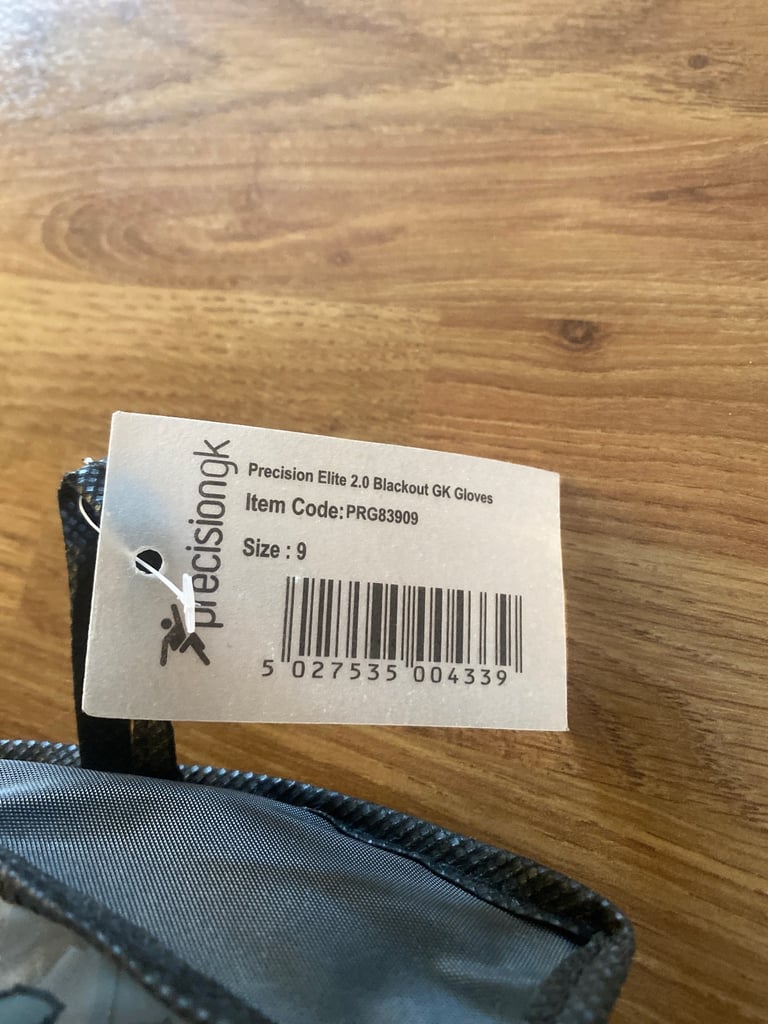 precisiongk
Precision Elite 2.0 Blackout GK Gloves
Item Code:PRG83909
Size : 9
5 027535 004339